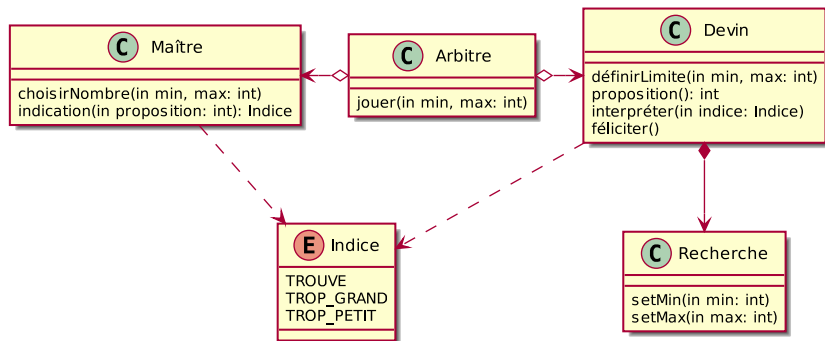 C Maître
choisirNombre(in min, max: int)
indication(in proposition: int): Indice
C Arbitre
jouer(in min, max: int)
C Devin
définirLimite(in min, max: int)
proposition(): int
interpréter(in indice: Indice)
féliciter()
E Indice
TROUVE
TROP_GRAND
TROP_PETIT
C Recherche
setMin(in min: int)
setMax(in max: int)